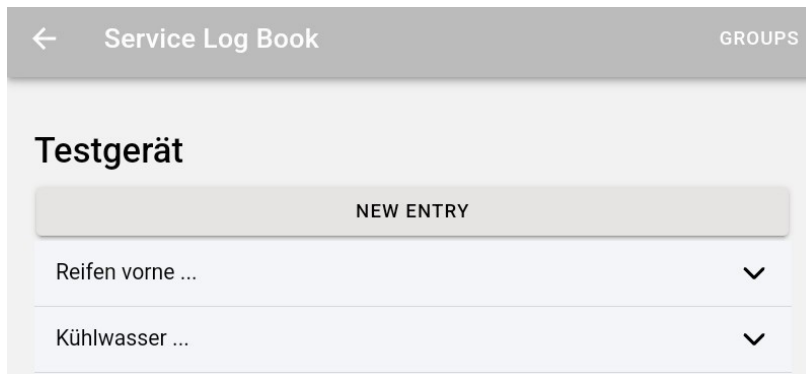 Service Log Book GROUPS
Testgerät
NEW ENTRY
Reifen vorne ...
Kühlwasser ...